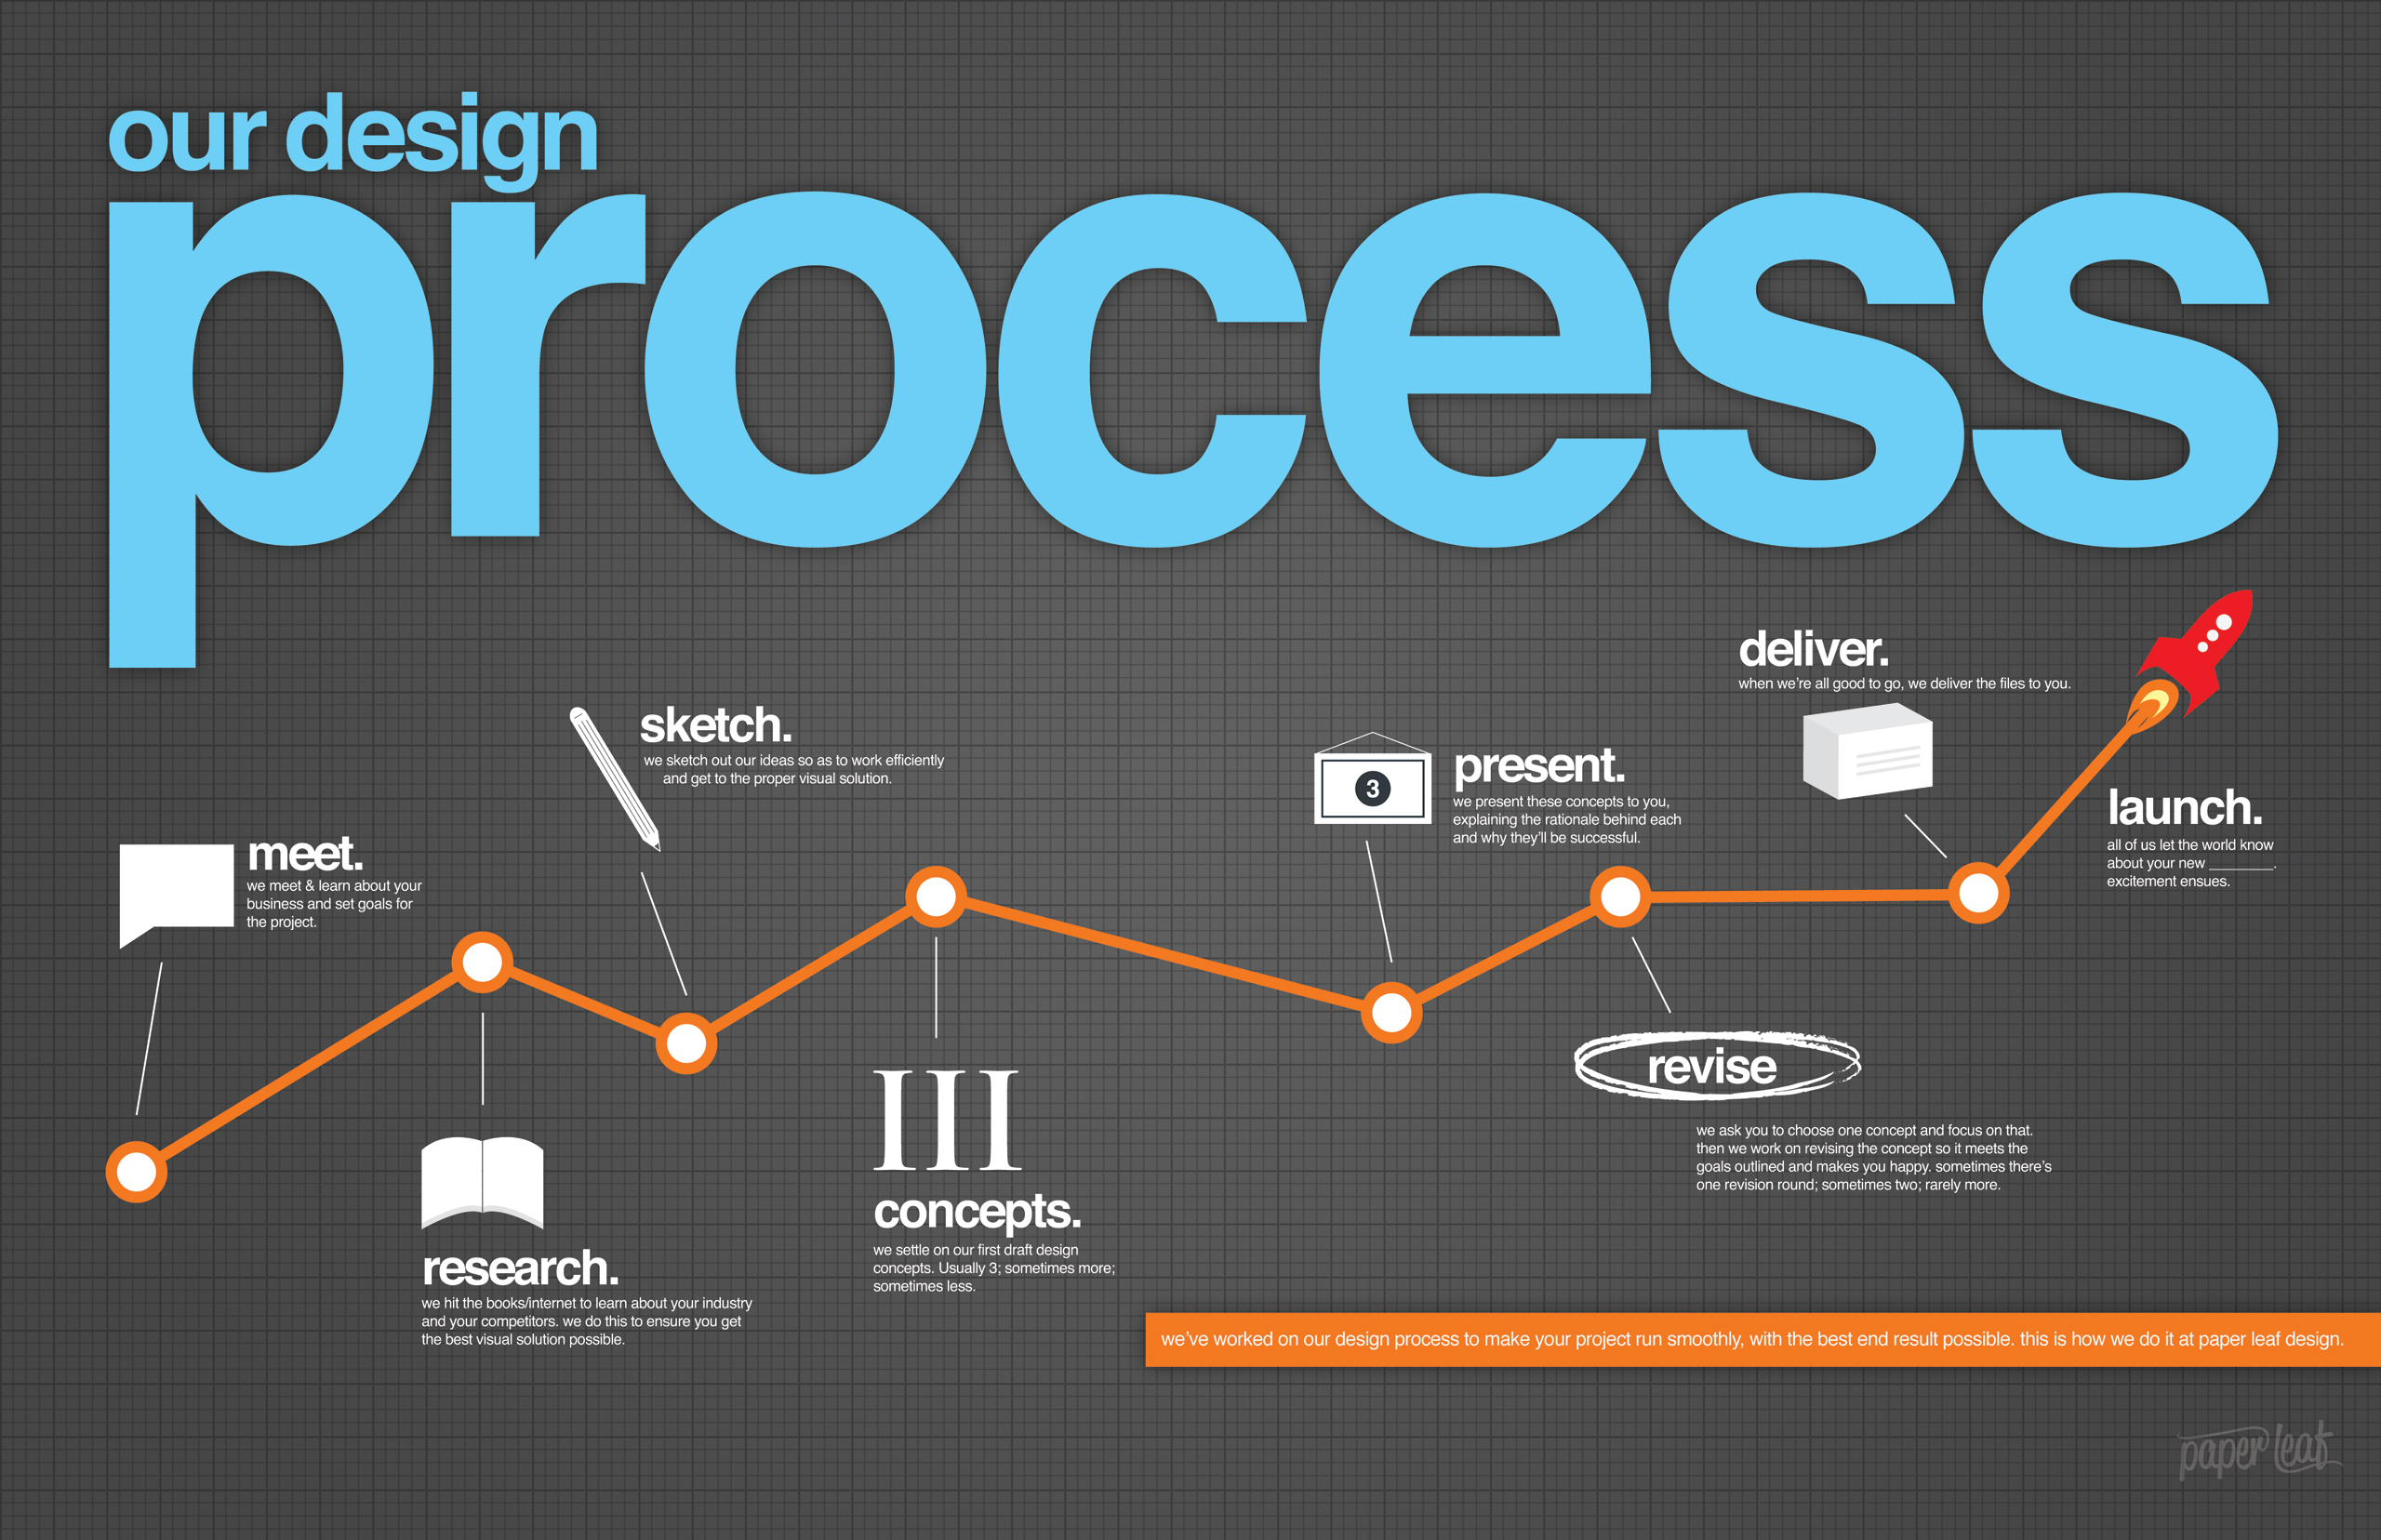 our design
process
meet.
we meet & learn about your
business and set goals for
the project.
research.
we hit the books/internet to learn about your industry
and your competitors. we do this to ensure you get
the best visual solution possible.
sketch.
we sketch out our ideas so as to work efficiently
and get to the proper visual solution.
III
concepts.
we settle on our first draft design
concepts. Usually 3; sometimes more;
sometimes less.
3
present.
we present these concepts to you,
explaining the rationale behind each
and why they'll be successful.
revise
we ask you to choose one concept and focus on that.
then we work on revising the concept so it meets the
goals outlined and makes you happy. sometimes there's
one revision round; sometimes two; rarely more.
deliver.
when we're all good to go, we deliver the files to you.
launch.
all of us let the world know
about your new ________.
excitement ensues.
we've worked on our design process to make your project run smoothly, with the best end result possible. this is how we do it at paper leaf design.
paper leaf